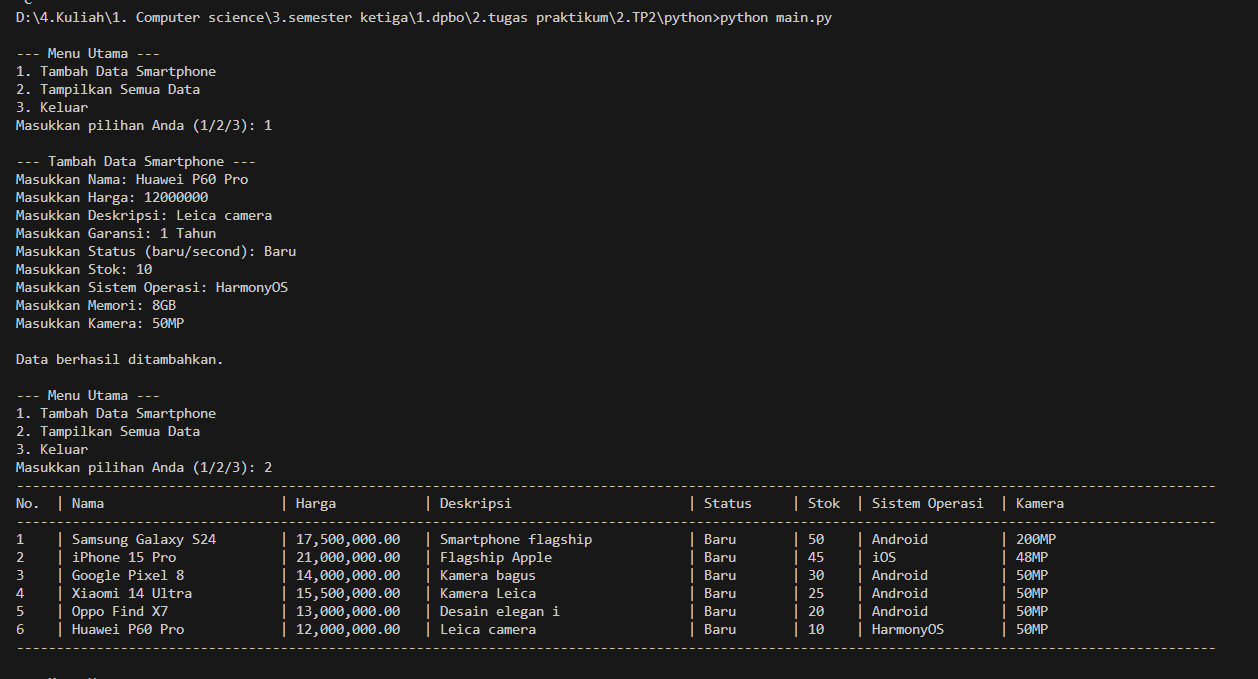 D:\4.Kuliah\1. Computer science\3.semester ketiga\1.dpbo\2.tugas praktikum\2.TP2\python>python main.py
--- Menu Utama ---
1. Tambah Data Smartphone
2. Tampilkan Semua Data
3. Keluar
Masukkan pilihan Anda (1/2/3): 1
--- Tambah Data Smartphone ---
Masukkan Nama: Huawei P60 Pro
Masukkan Harga: 12000000
Masukkan Deskripsi: Leica camera
Masukkan Garansi: 1 Tahun
Masukkan Status (baru/second): Baru
Masukkan Stok: 10
Masukkan Sistem Operasi: HarmonyOS
Masukkan Memori: 8GB
Masukkan Kamera: 50MP
Data berhasil ditambahkan.
--- Menu Utama ---
1. Tambah Data Smartphone
2. Tampilkan Semua Data
3. Keluar
Masukkan pilihan Anda (1/2/3): 2
------------------------------------------------------------------------------------------------------------------------------------------------------
No.  | Nama                      | Harga           | Deskripsi                      | Status     | Stok  | Sistem Operasi  | Kamera
------------------------------------------------------------------------------------------------------------------------------------------------------
1    | Samsung Galaxy S24        | 17,500,000.00   | Smartphone flagship            | Baru       | 50    | Android         | 200MP
2    | iPhone 15 Pro             | 21,000,000.00   | Flagship Apple                 | Baru       | 45    | iOS             | 48MP
3    | Google Pixel 8            | 14,000,000.00   | Kamera bagus                   | Baru       | 30    | Android         | 50MP
4    | Xiaomi 14 Ultra           | 15,500,000.00   | Kamera Leica                   | Baru       | 25    | Android         | 50MP
5    | Oppo Find X7              | 13,000,000.00   | Desain elegan i                | Baru       | 20    | Android         | 50MP
6    | Huawei P60 Pro            | 12,000,000.00   | Leica camera                   | Baru       | 10    | HarmonyOS       | 50MP
------------------------------------------------------------------------------------------------------------------------------------------------------